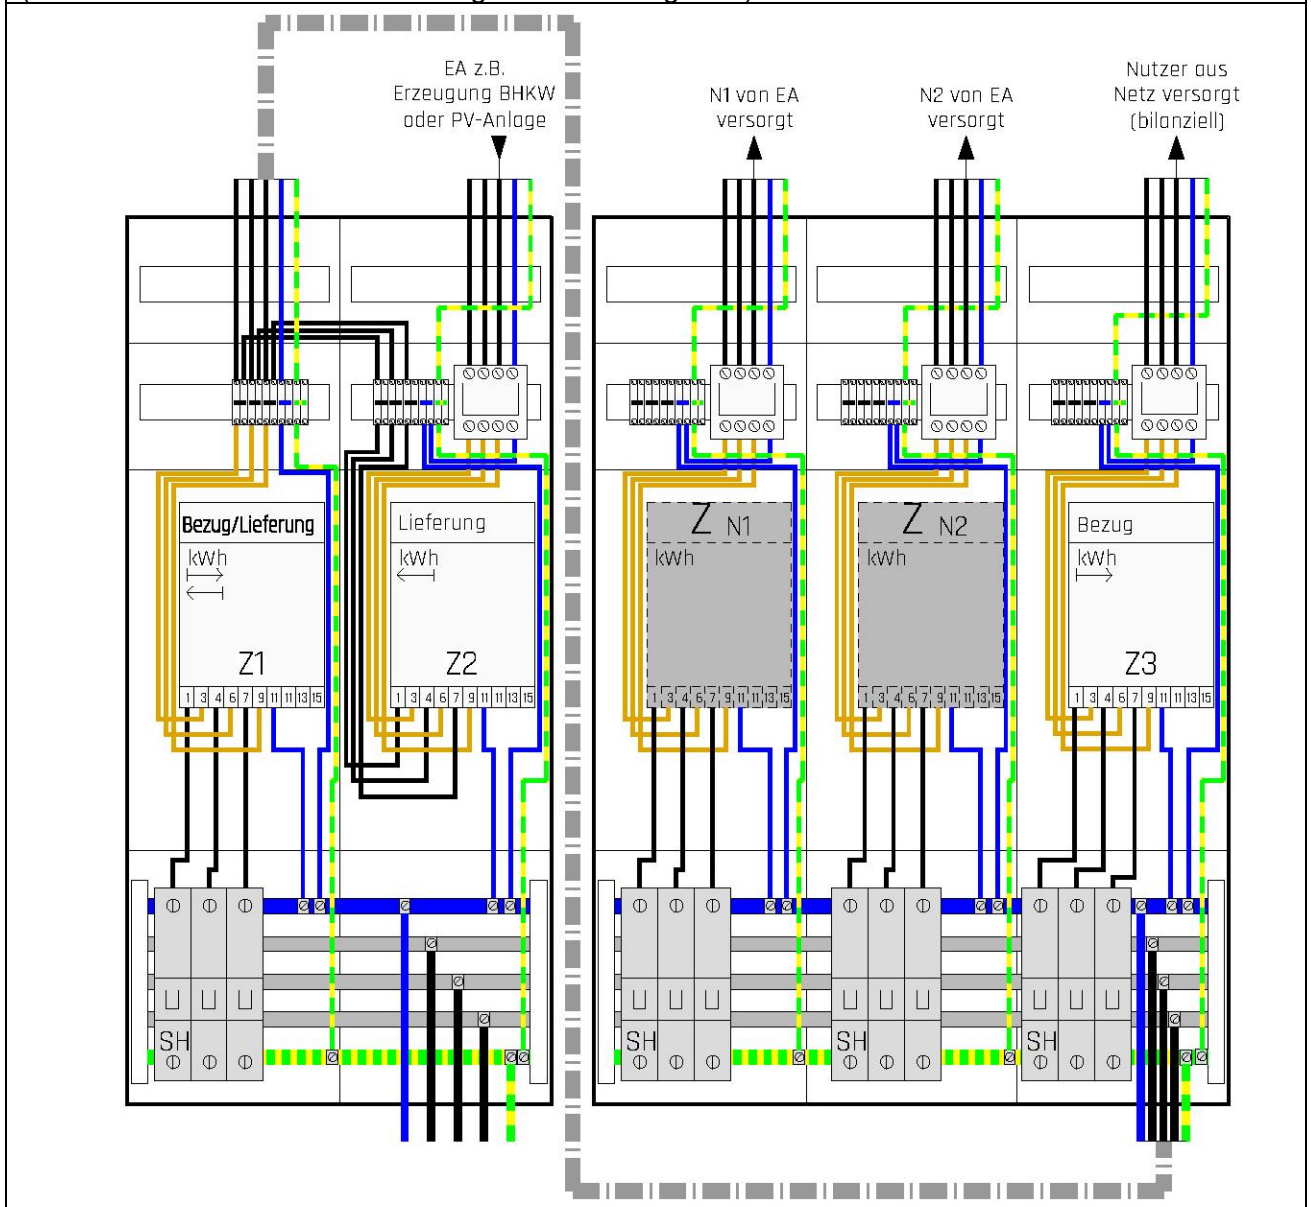 EA z.B.
Erzeugung BHKW
oder PV-Anlage
N1 von EA
versorgt
N2 von EA
versorgt
Nutzer aus
Netz versorgt
(bilanziell)
Bezug/Lieferung
kWh
Z1
1 3 4 6 7 9 11 11 13 15
Lieferung
kWh
Z2
1 3 4 6 7 9 11 11 13 15
Z N1
kWh
1 3 4 6 7 9 11 11 13 15
Z N2
kWh
1 3 4 6 7 9 11 11 13 15
Bezug
kWh
Z3
1 3 4 6 7 9 11 11 13 15
SH
SH
SH
SH